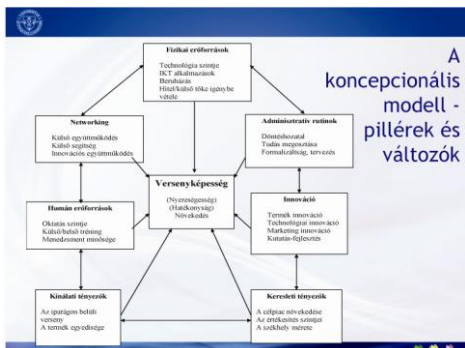 A
koncepcionális
modell -
pillérek és
változók
Fizikai erőforrások
Technológia szintje
IKT alkalmazások
Beruházás
Hitel/külső tőke igénybe
vétele
Networking
Külső együttműködés
Külső segítség
Innovációs együttműködés
Adminisztratív rutinok
Döntéshozatal
Tudás megosztása
Formalizáltság, tervezés
Versenyképesség
(Nyereségesség)
(Hatékonyság)
Növekedés
Humán erőforrások
Oktatás szintje
Külső/belső tréning
Menedzsment minősége
Innováció
Termék innováció
Technológiai innováció
Marketing innováció
Kutatás-fejlesztés
Kínálati tényezők
Az iparágon belüli
verseny
A termék egyedisége
Keresleti tényezők
A célpiac növekedése
Az értékesítés szintjei
A székhely mérete